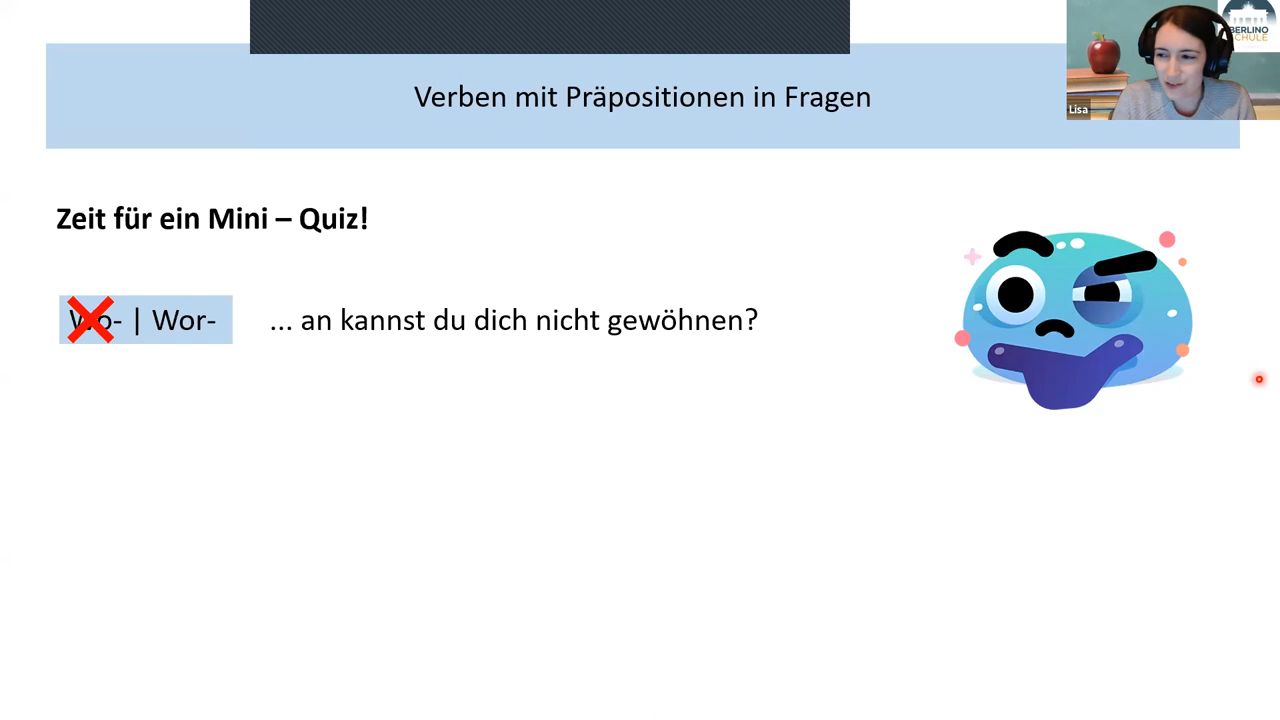 BERLINO
SCHULE
Lisa
Verben mit Präpositionen in Fragen
Zeit für ein Mini – Quiz!
Wo- | Wor- ... an kannst du dich nicht gewöhnen?